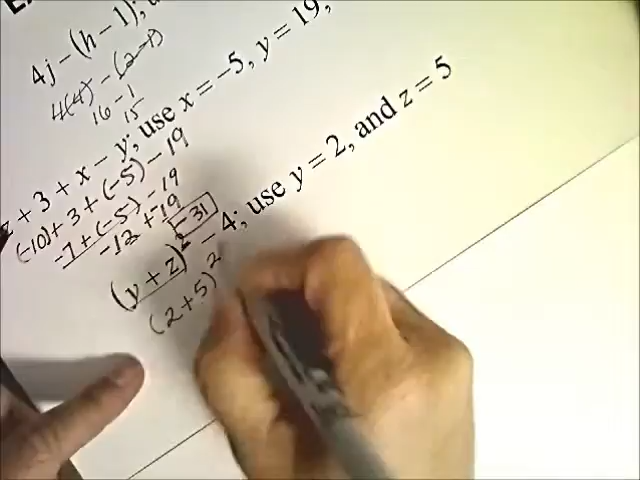 4j − (h − 1);
4(4) − (2−1)
16 − 1
15
z + 3 + x − y; use x = −5, y = 19,
(−10) + 3 + (−5) − 19
−7 + (−5) − 19
−12 + −19
−31
(y + z)² − 4; use y = 2, and z = 5
(2+5)²